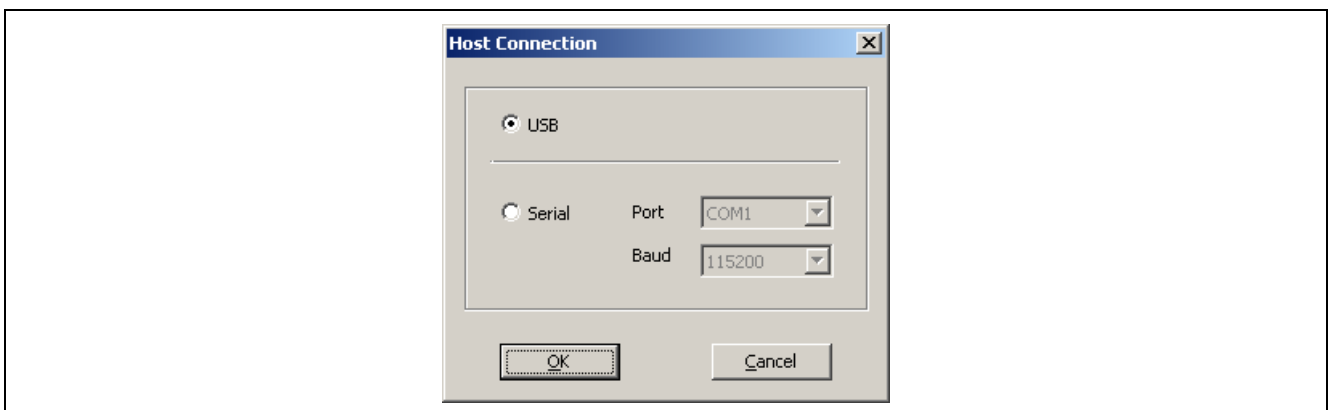 Host Connection
USB
Serial Port COM1
Baud 115200
OK Cancel